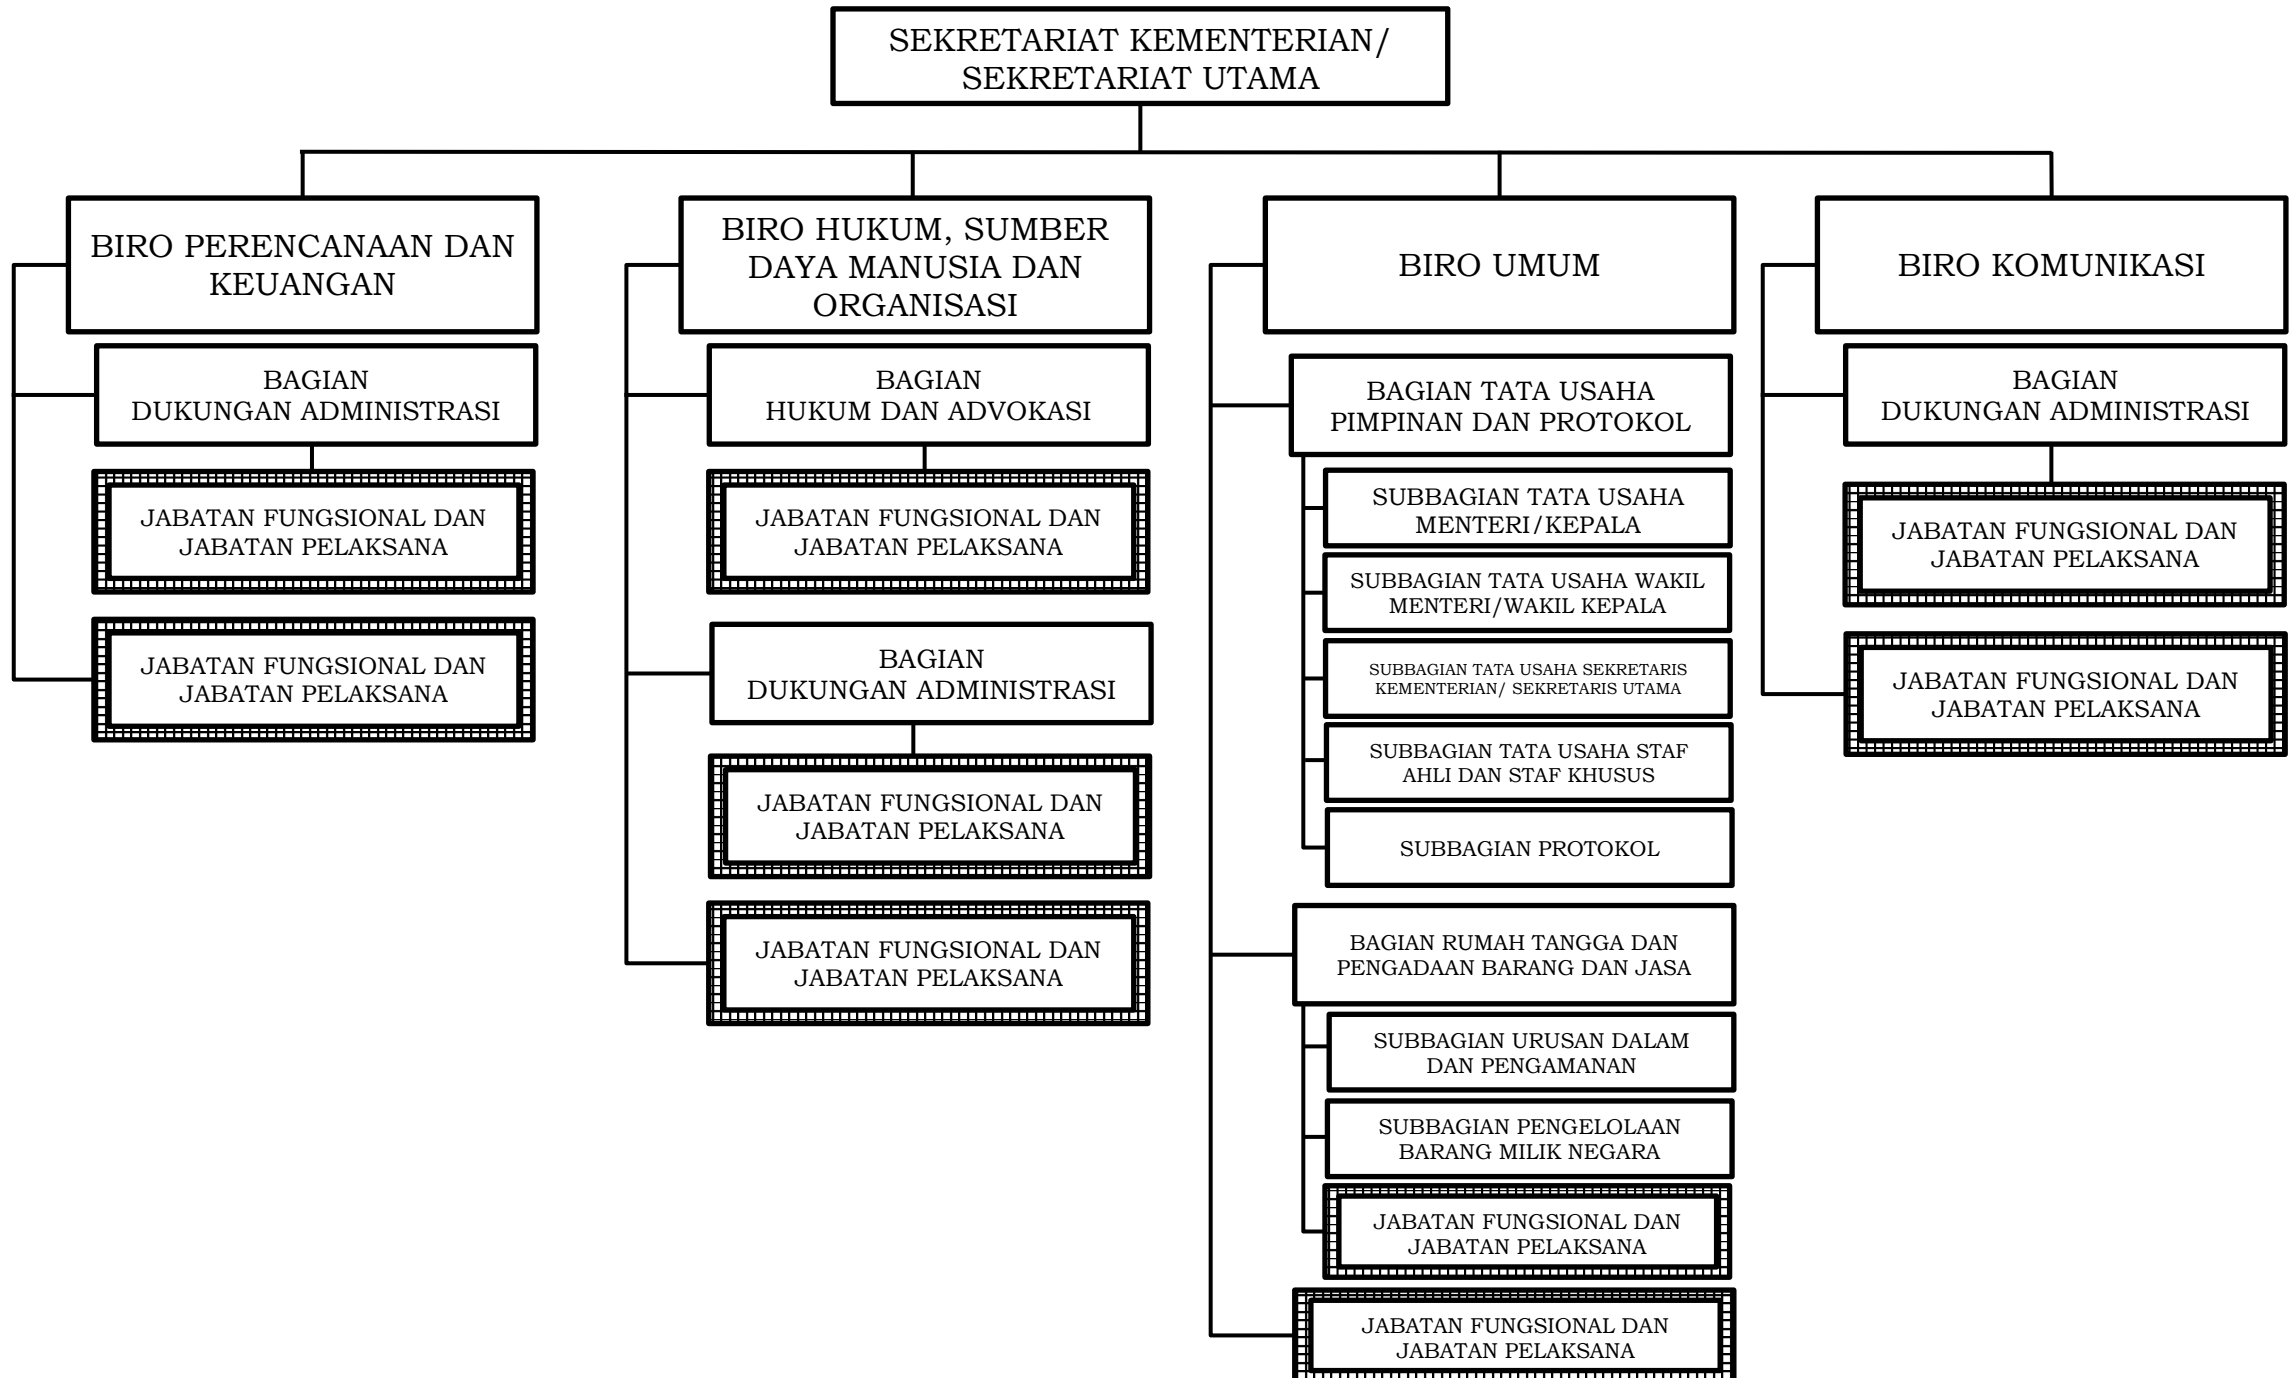 SEKRETARIAT KEMENTERIAN/
SEKRETARIAT UTAMA
BIRO PERENCANAAN DAN
KEUANGAN
BAGIAN
DUKUNGAN ADMINISTRASI
JABATAN FUNGSIONAL DAN
JABATAN PELAKSANA
JABATAN FUNGSIONAL DAN
JABATAN PELAKSANA
BIRO HUKUM, SUMBER
DAYA MANUSIA DAN
ORGANISASI
BAGIAN
HUKUM DAN ADVOKASI
JABATAN FUNGSIONAL DAN
JABATAN PELAKSANA
BAGIAN
DUKUNGAN ADMINISTRASI
JABATAN FUNGSIONAL DAN
JABATAN PELAKSANA
JABATAN FUNGSIONAL DAN
JABATAN PELAKSANA
BIRO UMUM
BAGIAN TATA USAHA
PIMPINAN DAN PROTOKOL
SUBBAGIAN TATA USAHA
MENTERI/KEPALA
SUBBAGIAN TATA USAHA WAKIL
MENTERI/WAKIL KEPALA
SUBBAGIAN TATA USAHA SEKRETARIS
KEMENTERIAN/ SEKRETARIS UTAMA
SUBBAGIAN TATA USAHA STAF
AHLI DAN STAF KHUSUS
SUBBAGIAN PROTOKOL
BAGIAN RUMAH TANGGA DAN
PENGADAAN BARANG DAN JASA
SUBBAGIAN URUSAN DALAM
DAN PENGAMANAN
SUBBAGIAN PENGELOLAAN
BARANG MILIK NEGARA
JABATAN FUNGSIONAL DAN
JABATAN PELAKSANA
JABATAN FUNGSIONAL DAN
JABATAN PELAKSANA
BIRO KOMUNIKASI
BAGIAN
DUKUNGAN ADMINISTRASI
JABATAN FUNGSIONAL DAN
JABATAN PELAKSANA
JABATAN FUNGSIONAL DAN
JABATAN PELAKSANA